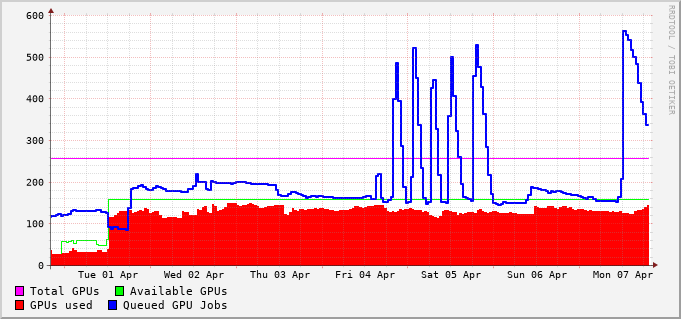 600
500
400
300
200
100
0
Tue 01 Apr Wed 02 Apr Thu 03 Apr Fri 04 Apr Sat 05 Apr Sun 06 Apr Mon 07 Apr
Total GPUs Available GPUs
GPUs used Queued GPU Jobs
RRDTOOL / TOBI OETIKER